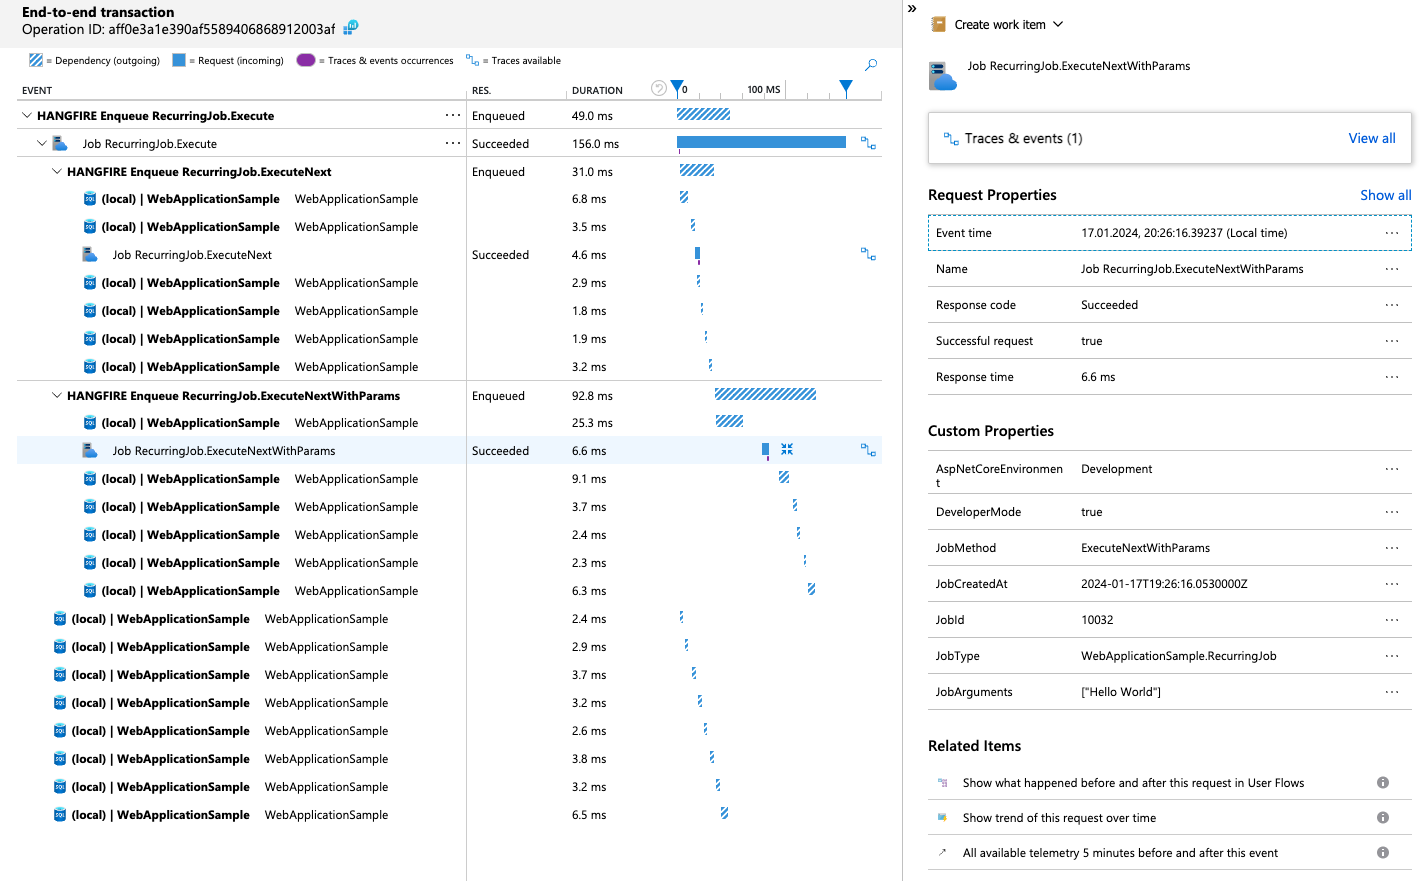 End-to-end transaction
Operation ID: aff0e3a1e390af5589406868912003af
= Dependency (outgoing) = Request (incoming) = Traces & events occurrences = Traces available
EVENT RES. DURATION 0 100 MS
HANGFIRE Enqueue RecurringJob.Execute ... Enqueued 49.0 ms
Job RecurringJob.Execute ... Succeeded 156.0 ms
HANGFIRE Enqueue RecurringJob.ExecuteNext Enqueued 31.0 ms
(local) | WebApplicationSample WebApplicationSample 6.8 ms
(local) | WebApplicationSample WebApplicationSample 3.5 ms
Job RecurringJob.ExecuteNext Succeeded 4.6 ms
(local) | WebApplicationSample WebApplicationSample 2.9 ms
(local) | WebApplicationSample WebApplicationSample 1.8 ms
(local) | WebApplicationSample WebApplicationSample 1.9 ms
(local) | WebApplicationSample WebApplicationSample 3.2 ms
HANGFIRE Enqueue RecurringJob.ExecuteNextWithParams Enqueued 92.8 ms
(local) | WebApplicationSample WebApplicationSample 25.3 ms
Job RecurringJob.ExecuteNextWithParams Succeeded 6.6 ms
(local) | WebApplicationSample WebApplicationSample 9.1 ms
(local) | WebApplicationSample WebApplicationSample 3.7 ms
(local) | WebApplicationSample WebApplicationSample 2.4 ms
(local) | WebApplicationSample WebApplicationSample 2.3 ms
(local) | WebApplicationSample WebApplicationSample 6.3 ms
(local) | WebApplicationSample WebApplicationSample 2.4 ms
(local) | WebApplicationSample WebApplicationSample 2.9 ms
(local) | WebApplicationSample WebApplicationSample 3.7 ms
(local) | WebApplicationSample WebApplicationSample 3.2 ms
(local) | WebApplicationSample WebApplicationSample 2.6 ms
(local) | WebApplicationSample WebApplicationSample 3.8 ms
(local) | WebApplicationSample WebApplicationSample 3.2 ms
(local) | WebApplicationSample WebApplicationSample 6.5 ms
Create work item
Job RecurringJob.ExecuteNextWithParams
Traces & events (1) View all
Request Properties Show all
Event time 17.01.2024, 20:26:16.39237 (Local time) ...
Name Job RecurringJob.ExecuteNextWithParams ...
Response code Succeeded ...
Successful request true ...
Response time 6.6 ms ...
Custom Properties
AspNetCoreEnvironmen Development ...
t
DeveloperMode true ...
JobMethod ExecuteNextWithParams ...
JobCreatedAt 2024-01-17T19:26:16.0530000Z ...
JobId 10032 ...
JobType WebApplicationSample.RecurringJob ...
JobArguments ["Hello World"] ...
Related Items
Show what happened before and after this request in User Flows
Show trend of this request over time
All available telemetry 5 minutes before and after this event